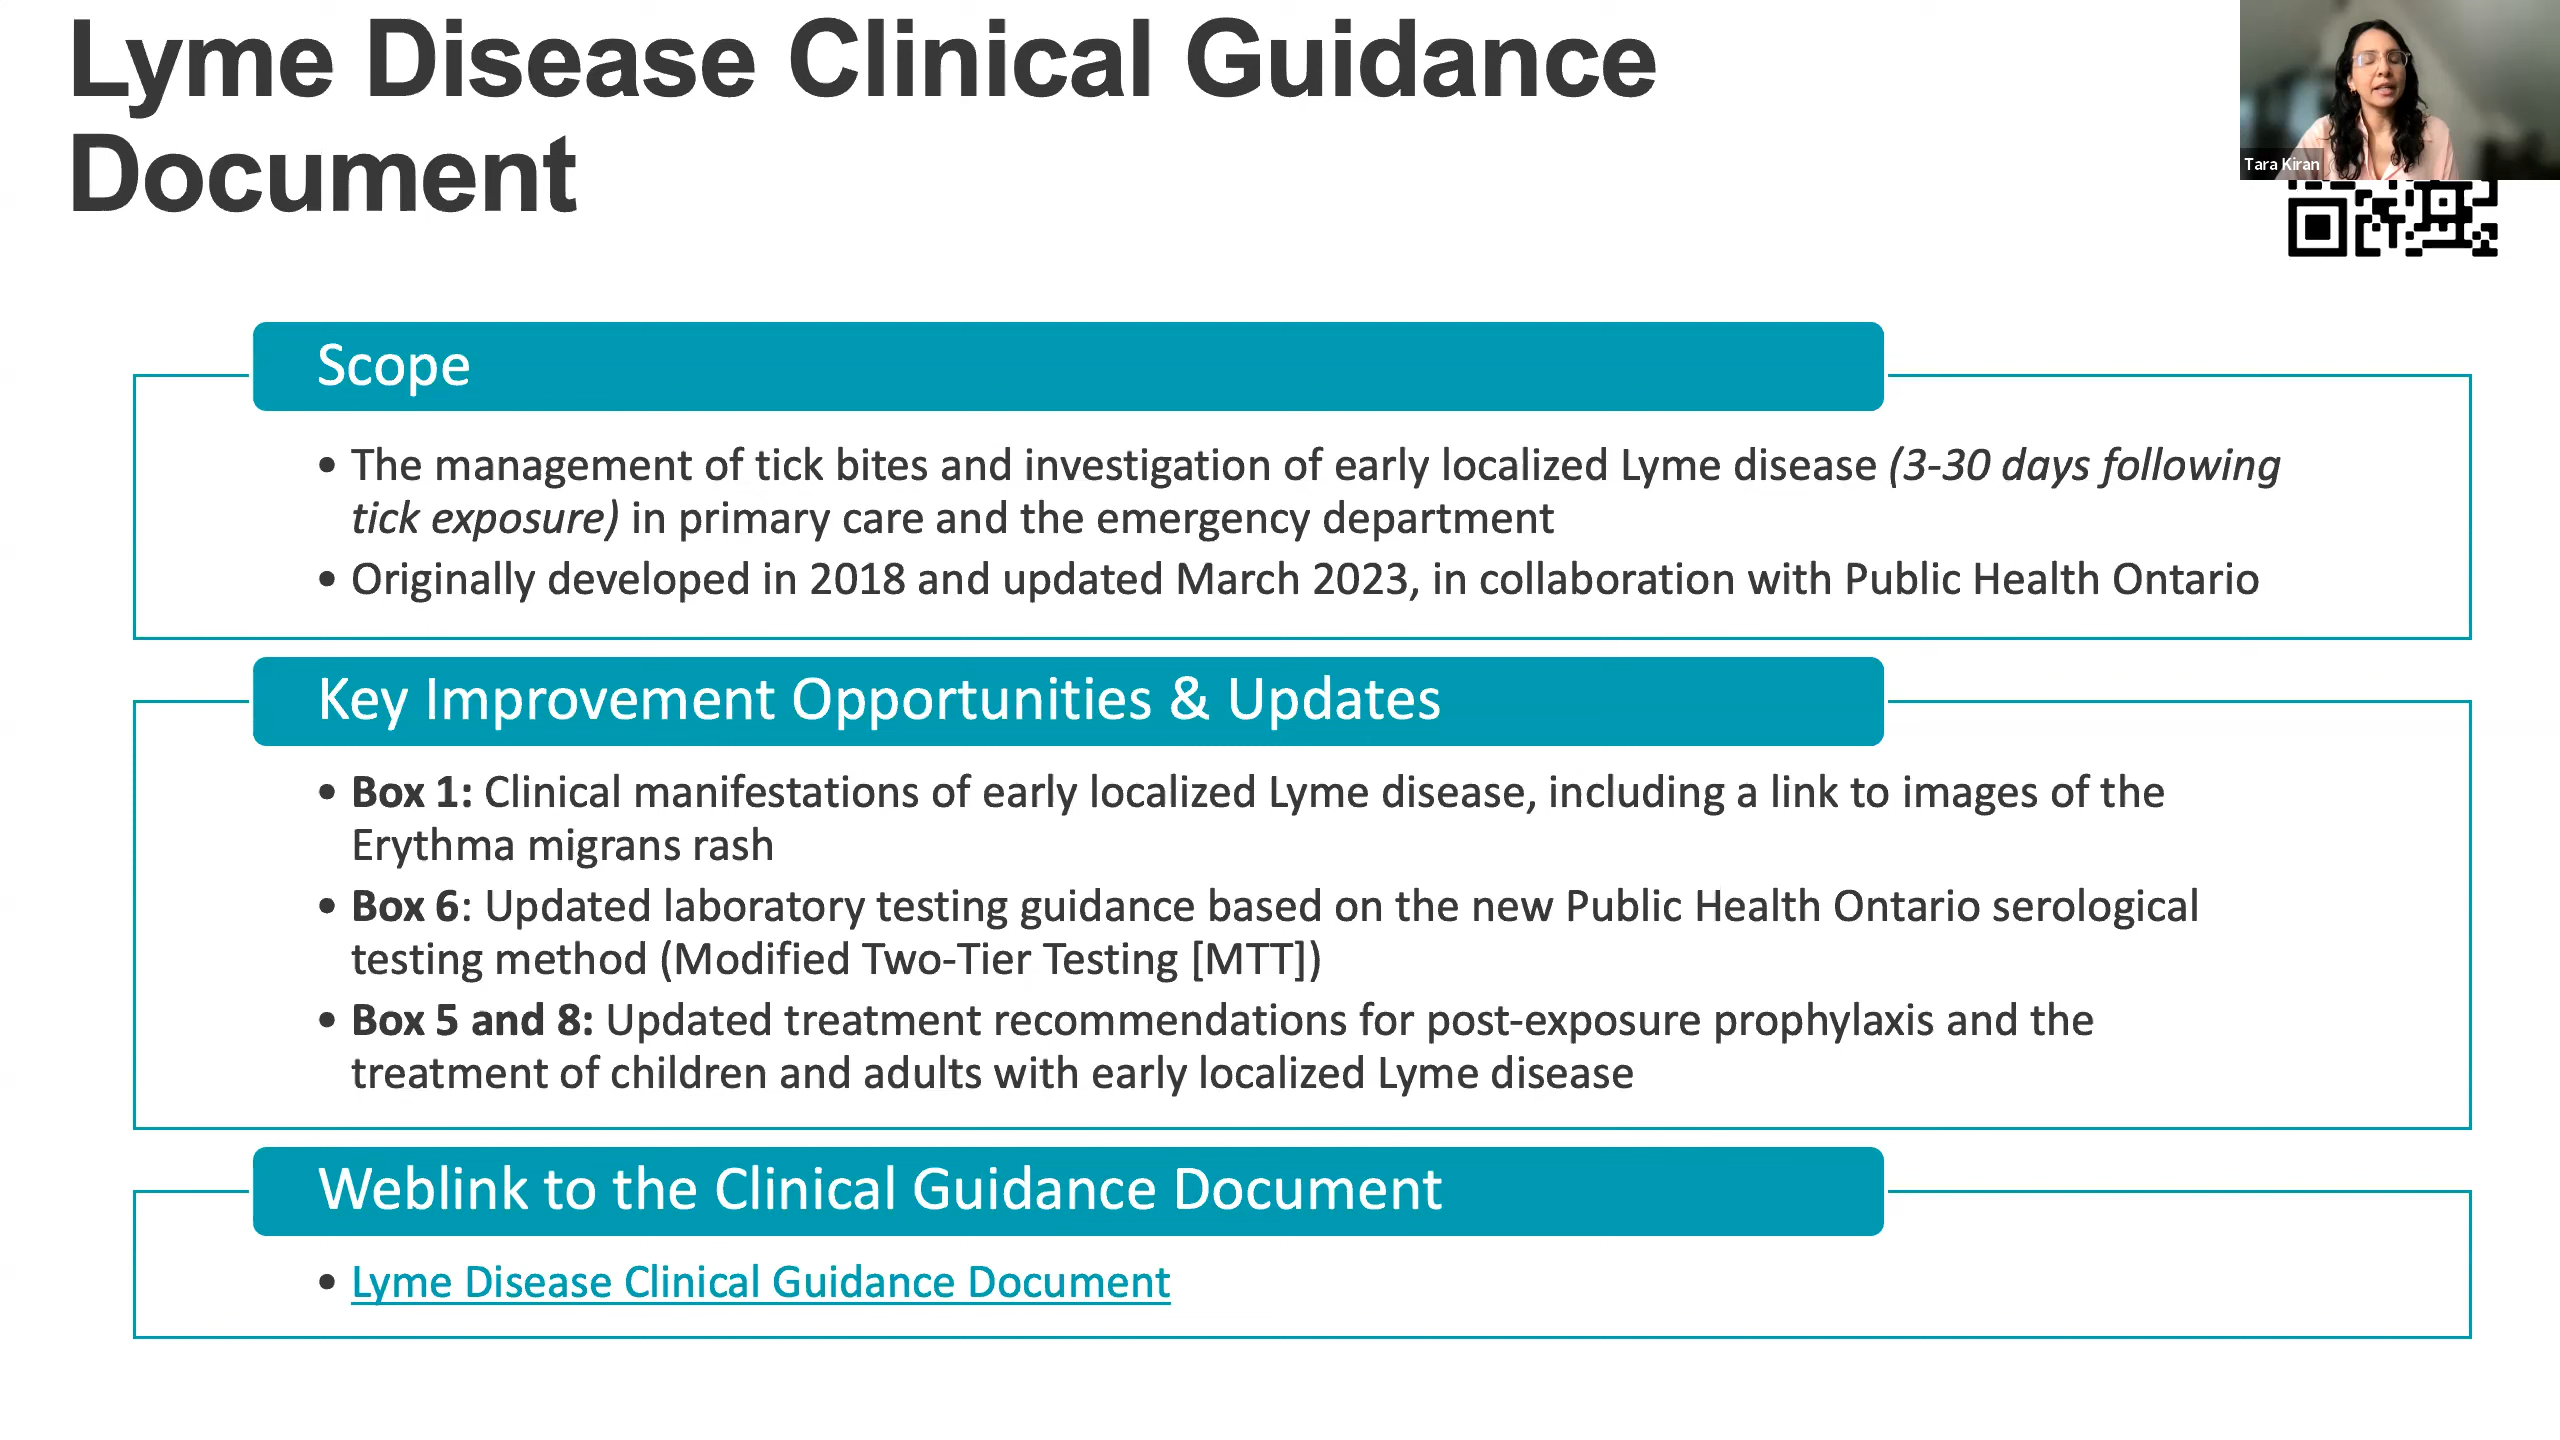 Lyme Disease Clinical Guidance
Document
Tara Kiran
Scope
• The management of tick bites and investigation of early localized Lyme disease (3-30 days following
tick exposure) in primary care and the emergency department
• Originally developed in 2018 and updated March 2023, in collaboration with Public Health Ontario
Key Improvement Opportunities & Updates
• Box 1: Clinical manifestations of early localized Lyme disease, including a link to images of the
Erythma migrans rash
• Box 6: Updated laboratory testing guidance based on the new Public Health Ontario serological
testing method (Modified Two-Tier Testing [MTT])
• Box 5 and 8: Updated treatment recommendations for post-exposure prophylaxis and the
treatment of children and adults with early localized Lyme disease
Weblink to the Clinical Guidance Document
• Lyme Disease Clinical Guidance Document